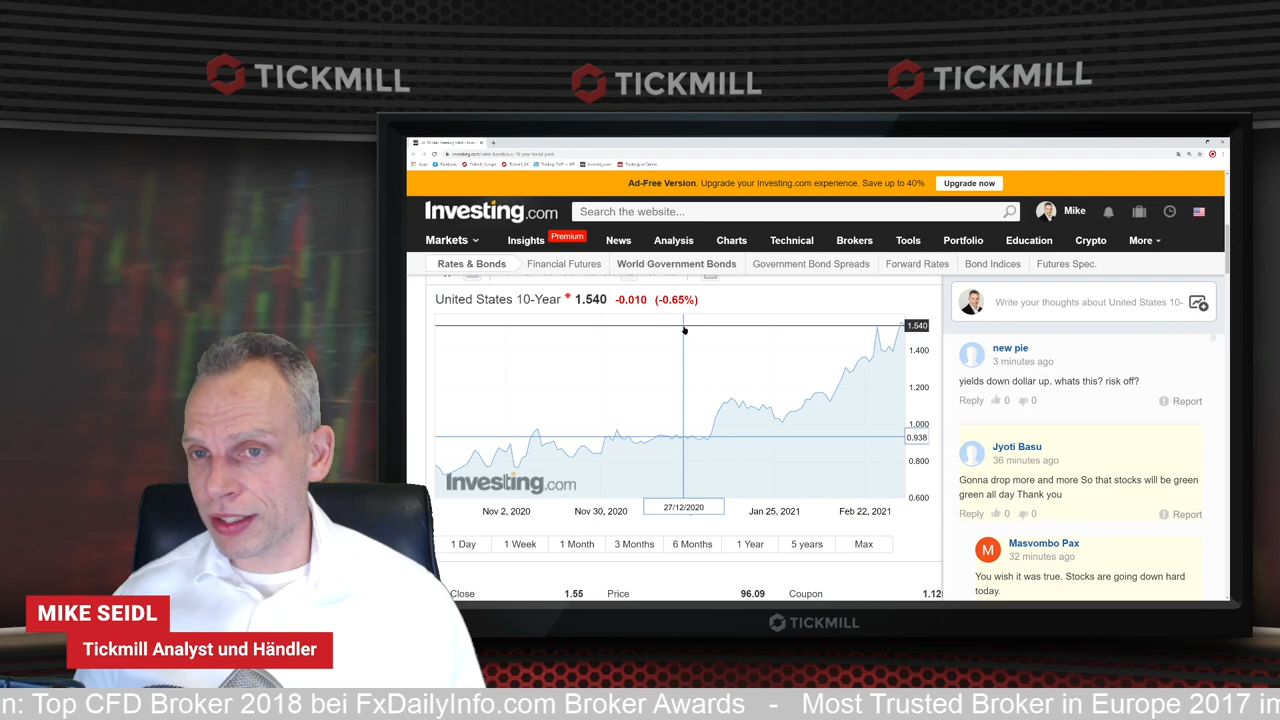 TICKMILL
TICKMILL
TICKMILL
Ad-Free Version. Upgrade your Investing.com experience. Save up to 40%
Upgrade now
Investing.com
Search the website...
Mike
Markets
Insights
Premium
News
Analysis
Charts
Technical
Brokers
Tools
Portfolio
Education
Crypto
More
Rates & Bonds
Financial Futures
World Government Bonds
Government Bond Spreads
Forward Rates
Bond Indices
Futures Spec.
United States 10-Year 1.540 -0.010 (-0.65%)
1.540
1.400
1.200
1.000
0.938
0.800
0.600
Investing.com
Nov 2, 2020
Nov 30, 2020
27/12/2020
Jan 25, 2021
Feb 22, 2021
1 Day
1 Week
1 Month
3 Months
6 Months
1 Year
5 years
Max
Close
1.55
Price
96.09
Coupon
Write your thoughts about United States 10-
new pie
3 minutes ago
yields down dollar up. whats this? risk off?
Reply 0 0 Report
Jyoti Basu
36 minutes ago
Gonna drop more and more So that stocks will be green
green all day Thank you
Reply 0 0 Report
M
Masvombo Pax
32 minutes ago
You wish it was true. Stocks are going down hard
today.
TICKMILL
MIKE SEIDL
Tickmill Analyst und Händler
n: Top CFD Broker 2018 bei FxDailyInfo.com Broker Awards - Most Trusted Broker in Europe 2017 in